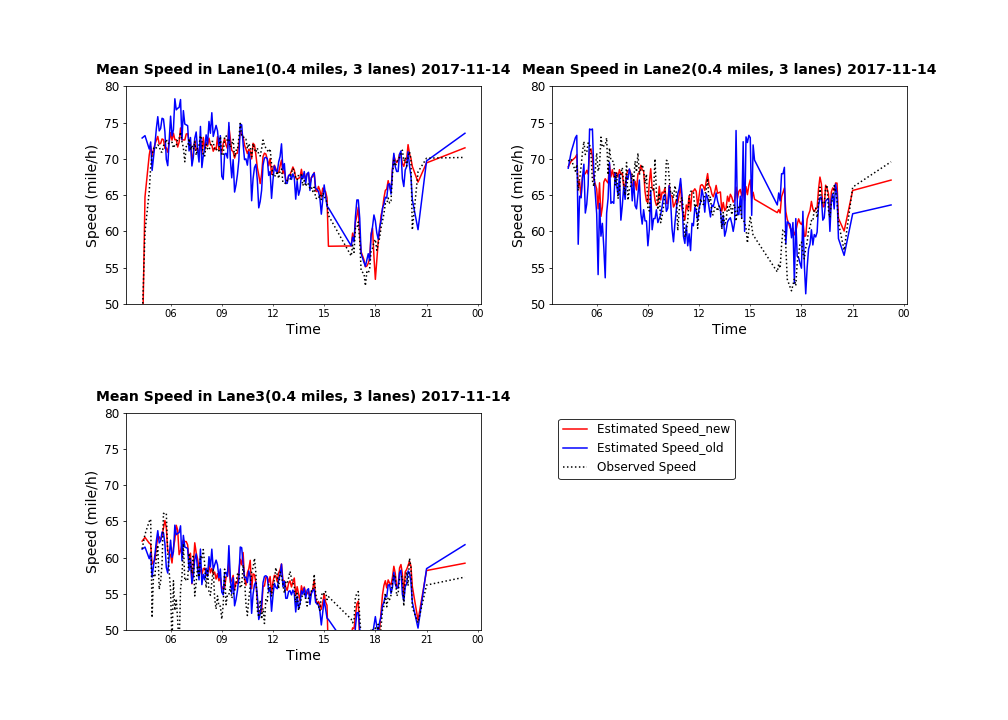 Mean Speed in Lane1(0.4 miles, 3 lanes) 2017-11-14
80
75
70
65
60
55
50
Speed (mile/h)
06 09 12 15 18 21 00
Time
Mean Speed in Lane2(0.4 miles, 3 lanes) 2017-11-14
80
75
70
65
60
55
50
Speed (mile/h)
06 09 12 15 18 21 00
Time
Mean Speed in Lane3(0.4 miles, 3 lanes) 2017-11-14
80
75
70
65
60
55
50
Speed (mile/h)
06 09 12 15 18 21 00
Time
Estimated Speed_new
Estimated Speed_old
Observed Speed